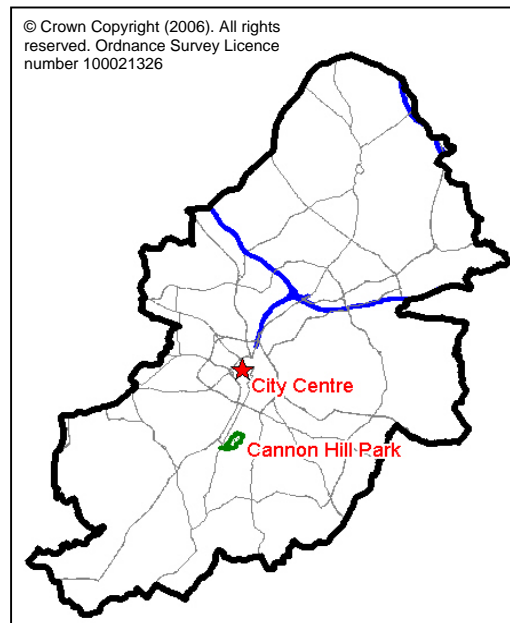 © Crown Copyright (2006). All rights
reserved. Ordnance Survey Licence
number 100021326
City Centre
Cannon Hill Park